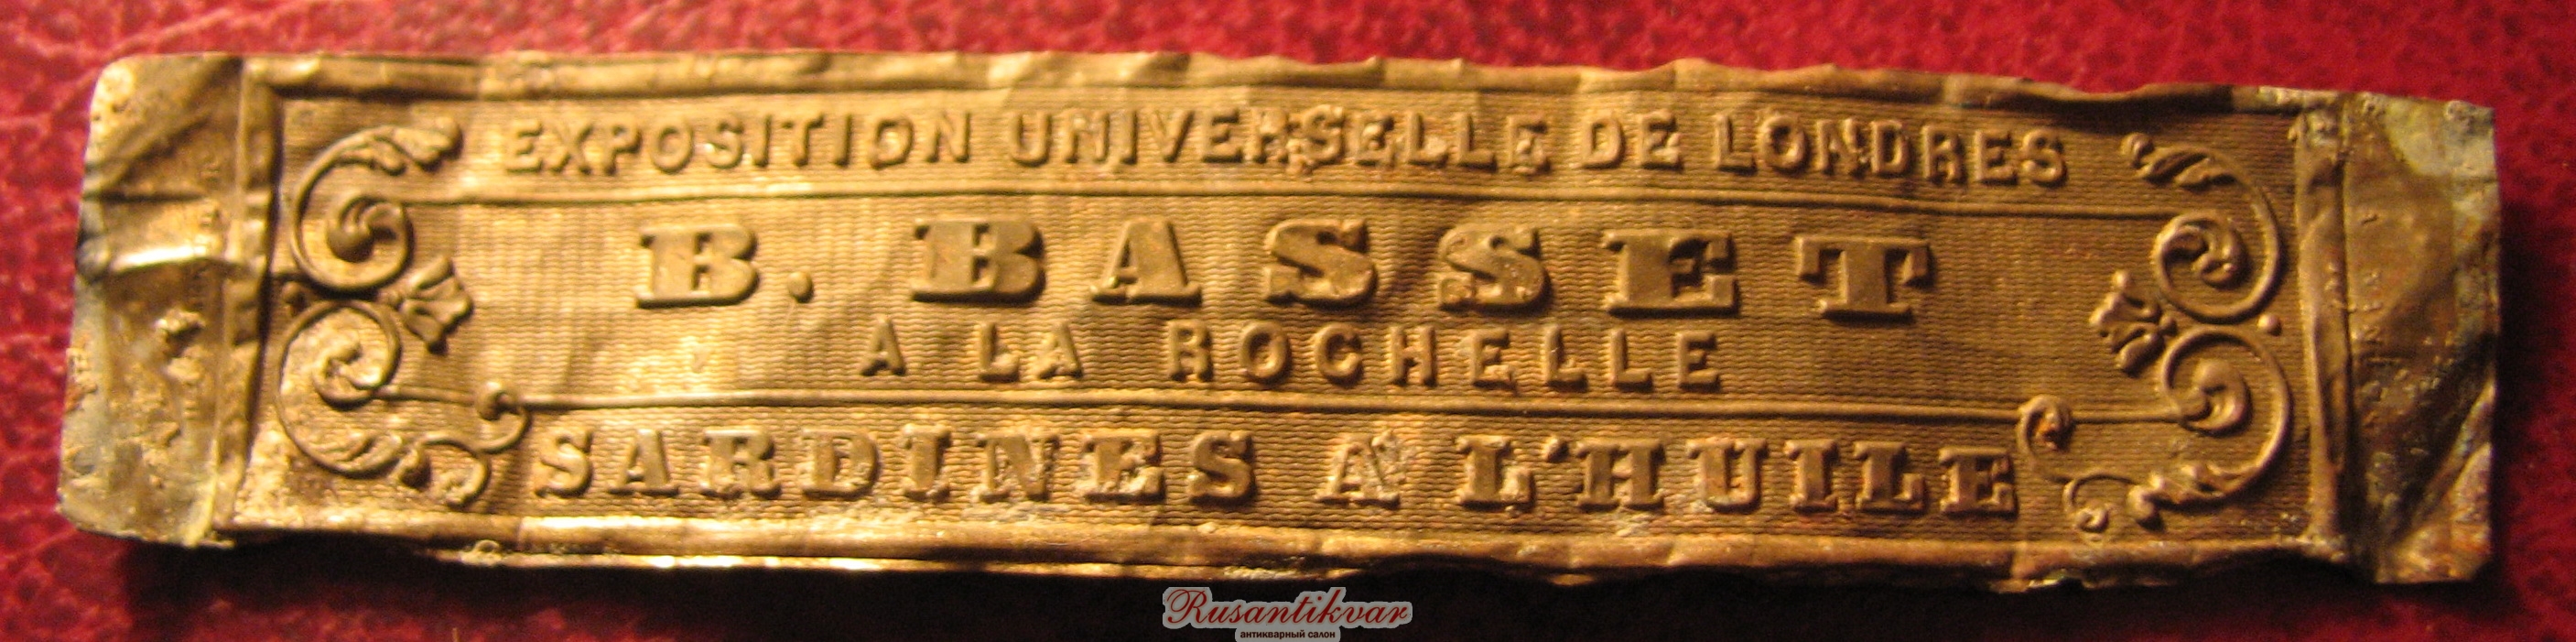 EXPOSITION UNIVERSELLE DE LONDRES
B. BASSET
A LA ROCHELLE
SARDINES A L'HUILE
Rusantikvar
антикварный салон